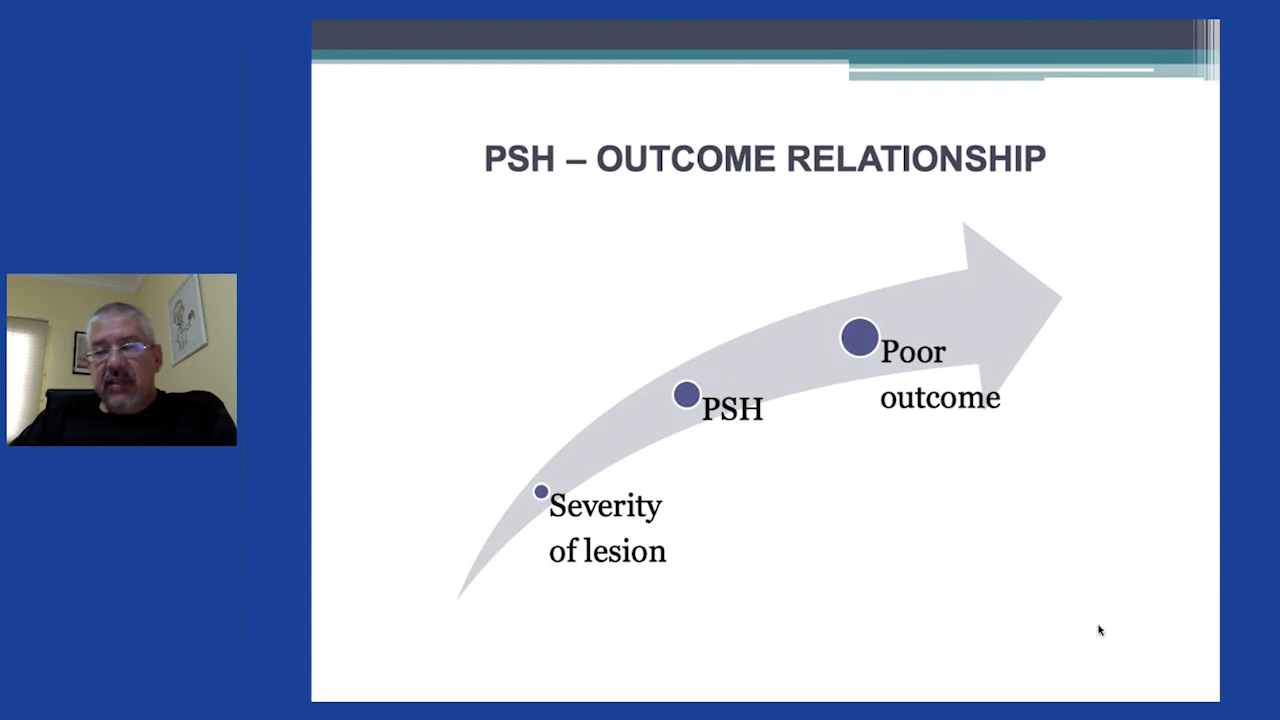 PSH – OUTCOME RELATIONSHIP
Poor
outcome
PSH
Severity
of lesion